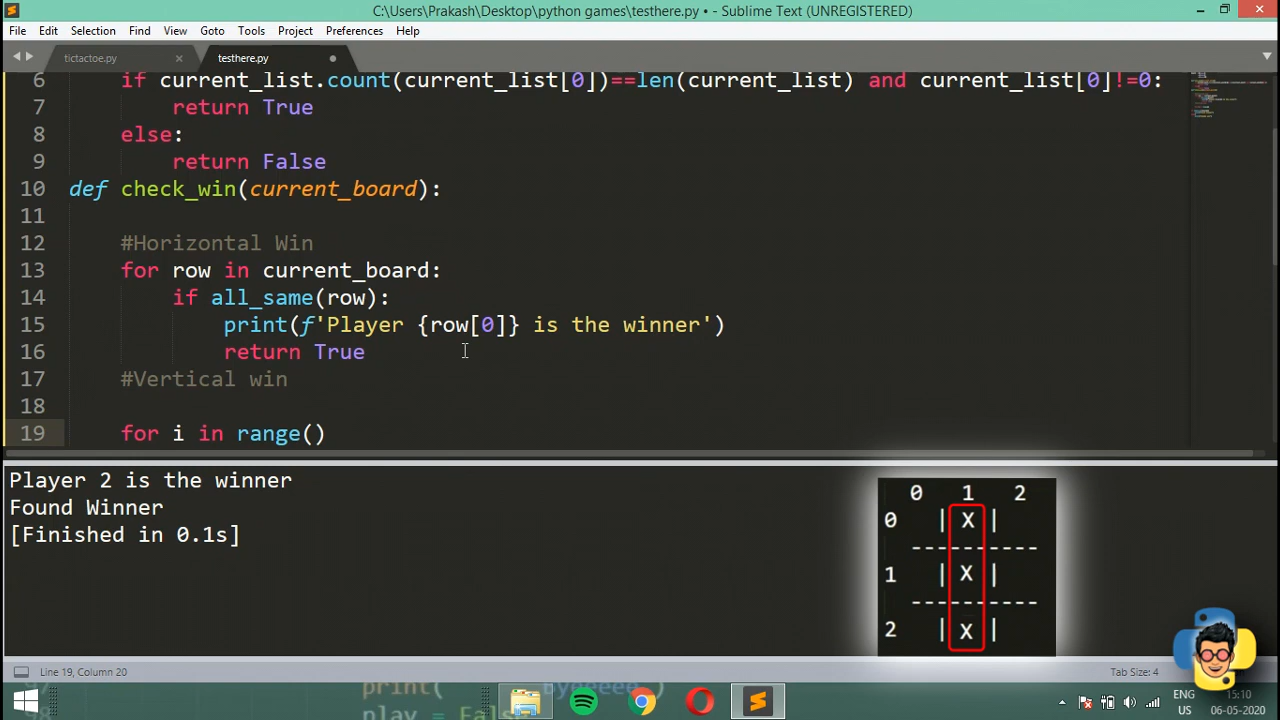 C:\Users\Prakash\Desktop\python games\testhere.py • - Sublime Text (UNREGISTERED)
File Edit Selection Find View Goto Tools Project Preferences Help
tictactoe.py × testhere.py
6 if current_list.count(current_list[0])==len(current_list) and current_list[0]!=0:
7 return True
8 else:
9 return False
10 def check_win(current_board):
11
12 #Horizontal Win
13 for row in current_board:
14 if all_same(row):
15 print(f'Player {row[0]} is the winner')
16 return True
17 #Vertical win
18
19 for i in range()
Player 2 is the winner
Found Winner
[Finished in 0.1s]
0 1 2
0 | X |
----------
1 | X |
----------
2 | X |
Line 19, Column 20
Tab Size: 4
print(
play = Fals
ENG
US
15:10
06-05-2020